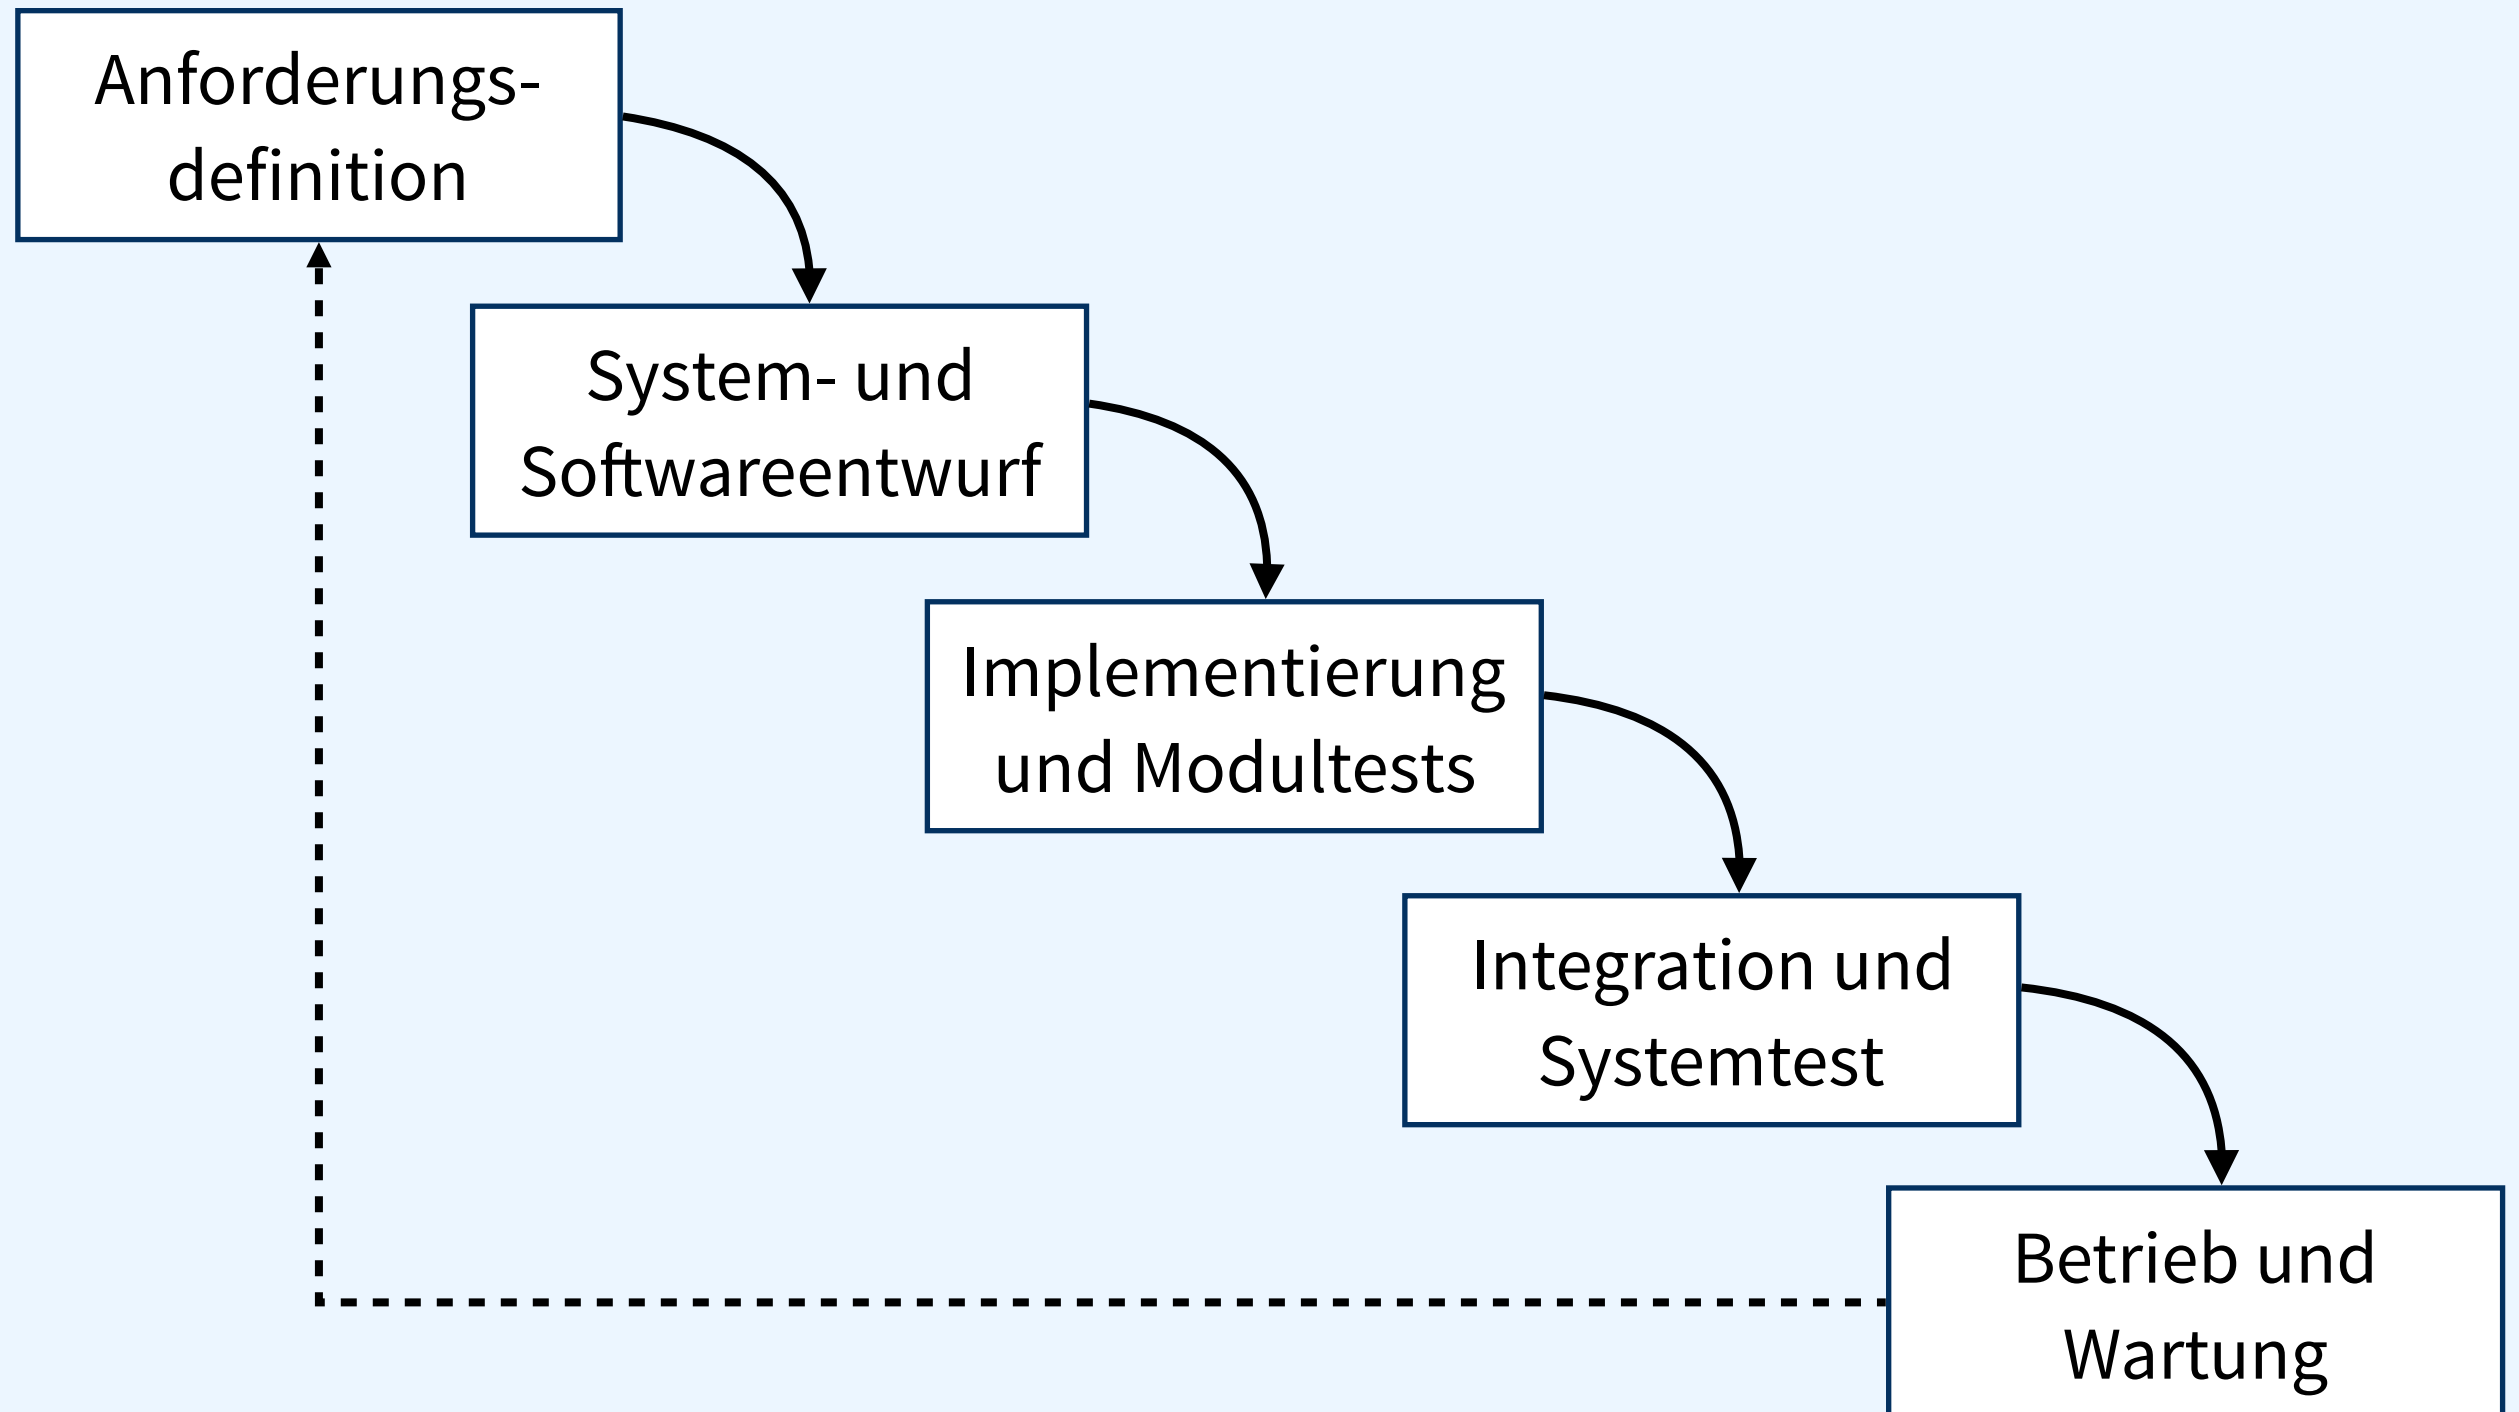 Anforderungs-
definition
System- und
Softwareentwurf
Implementierung
und Modultests
Integration und
Systemtest
Betrieb und
Wartung